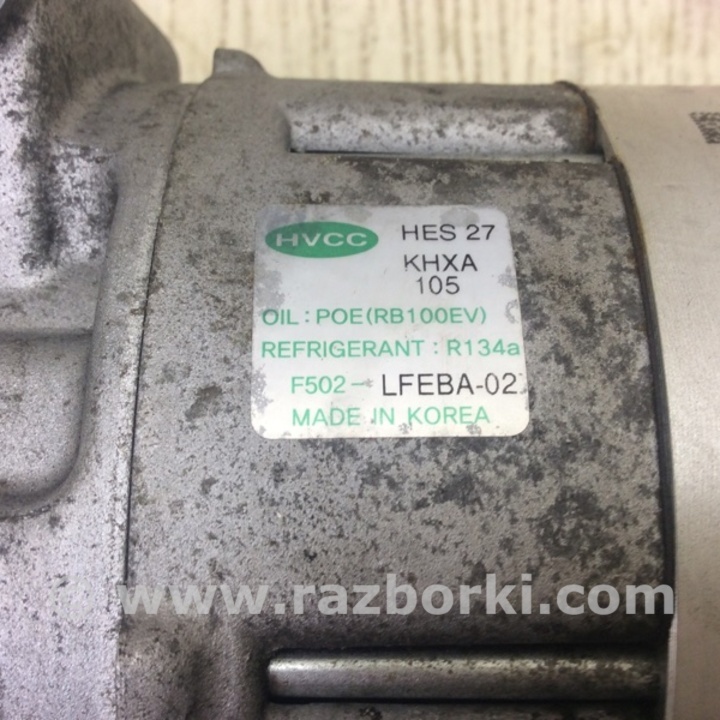 HVCC HES 27
KHXA
105
OIL : POE(RB100EV)
REFRIGERANT : R134a
F502- LFEBA-02
MADE IN KOREA
www.razborki.com